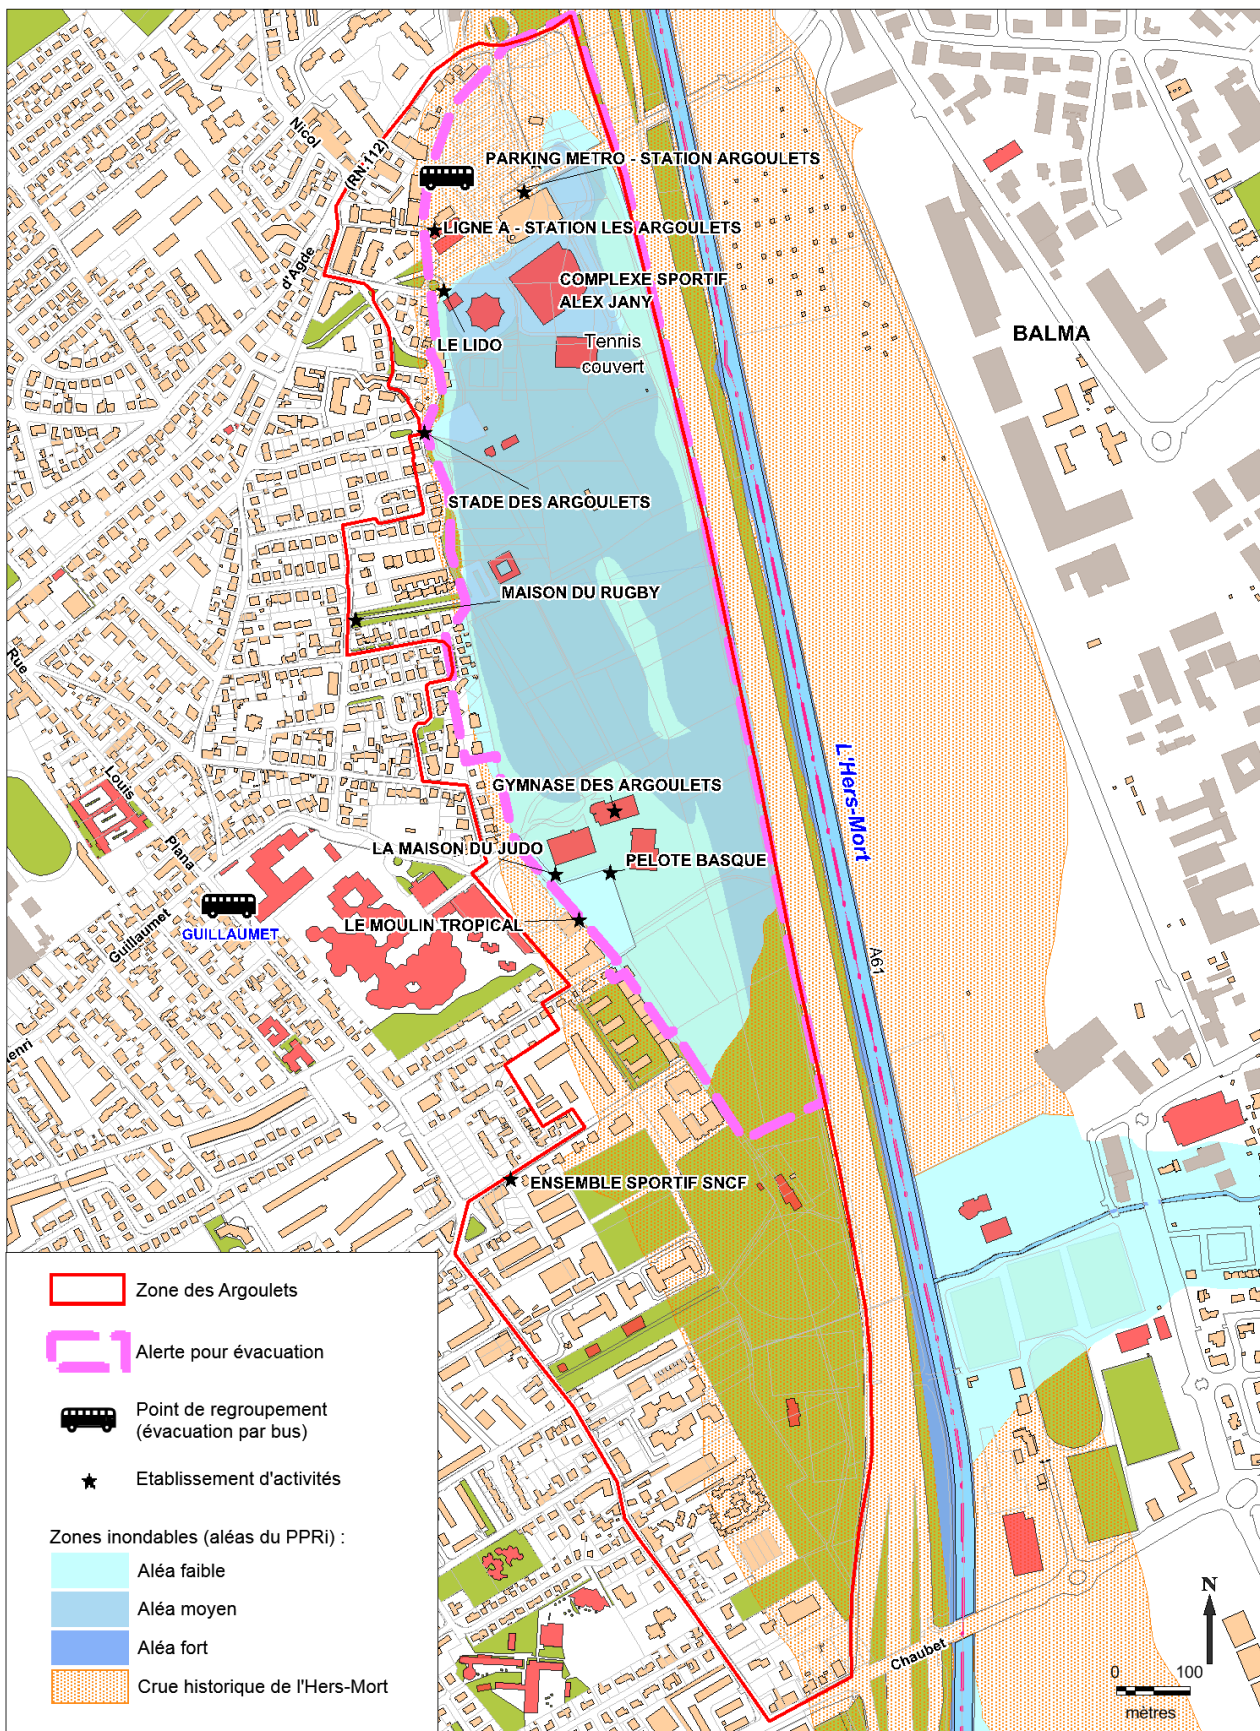 Nicol
(RN.112)
PARKING METRO - STATION ARGOULETS
LIGNE A - STATION LES ARGOULETS
d'Agde
COMPLEXE SPORTIF
ALEX JANY
BALMA
LE LIDO
Tennis
couvert
STADE DES ARGOULETS
MAISON DU RUGBY
Rue
L'Hers-Mort
Louis
Plana
GYMNASE DES ARGOULETS
LA MAISON DU JUDO
PELOTE BASQUE
LE MOULIN TROPICAL
Guillaumet
GUILLAUMET
A61
enri
ENSEMBLE SPORTIF SNCF
Zone des Argoulets
Alerte pour évacuation
Point de regroupement
(évacuation par bus)
Etablissement d'activités
Zones inondables (aléas du PPRi) :
Aléa faible
Aléa moyen
Aléa fort
Crue historique de l'Hers-Mort
Chaubet
N
0 100
mètres